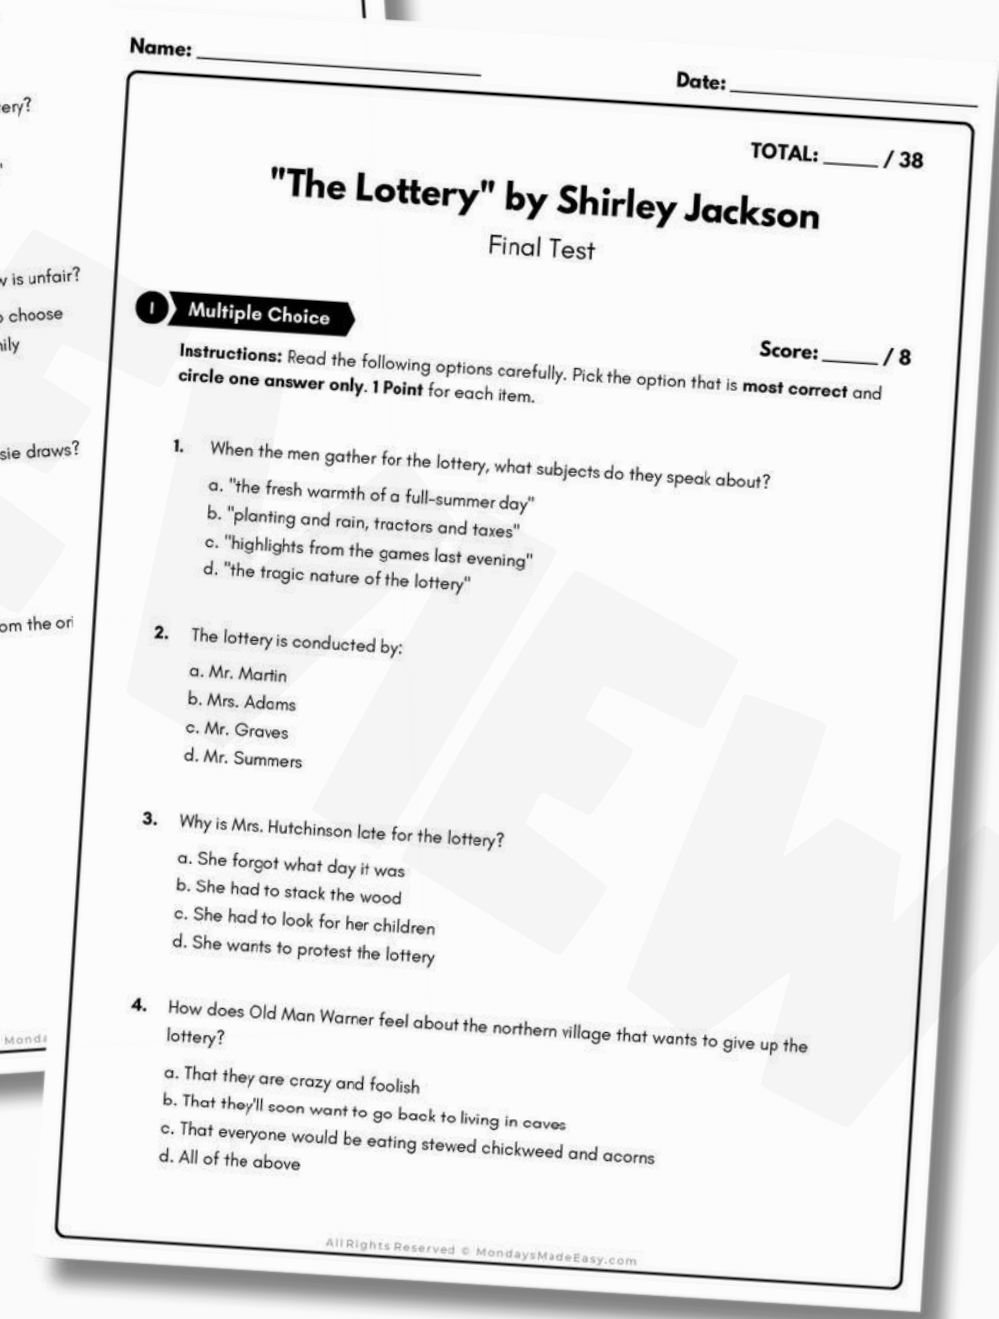 ery?
w is unfair?
o choose
ily
sie draws?
om the ori
Monda
Name:
Date:
TOTAL: / 38
"The Lottery" by Shirley Jackson
Final Test
1 Multiple Choice
Score: / 8
Instructions: Read the following options carefully. Pick the option that is most correct and
circle one answer only. 1 Point for each item.
1. When the men gather for the lottery, what subjects do they speak about?
a. "the fresh warmth of a full-summer day"
b. "planting and rain, tractors and taxes"
c. "highlights from the games last evening"
d. "the tragic nature of the lottery"
2. The lottery is conducted by:
a. Mr. Martin
b. Mrs. Adams
c. Mr. Graves
d. Mr. Summers
3. Why is Mrs. Hutchinson late for the lottery?
a. She forgot what day it was
b. She had to stack the wood
c. She had to look for her children
d. She wants to protest the lottery
4. How does Old Man Warner feel about the northern village that wants to give up the
lottery?
a. That they are crazy and foolish
b. That they'll soon want to go back to living in caves
c. That everyone would be eating stewed chickweed and acorns
d. All of the above
All Rights Reserved © MondaysMadeEasy.com
EVIEW